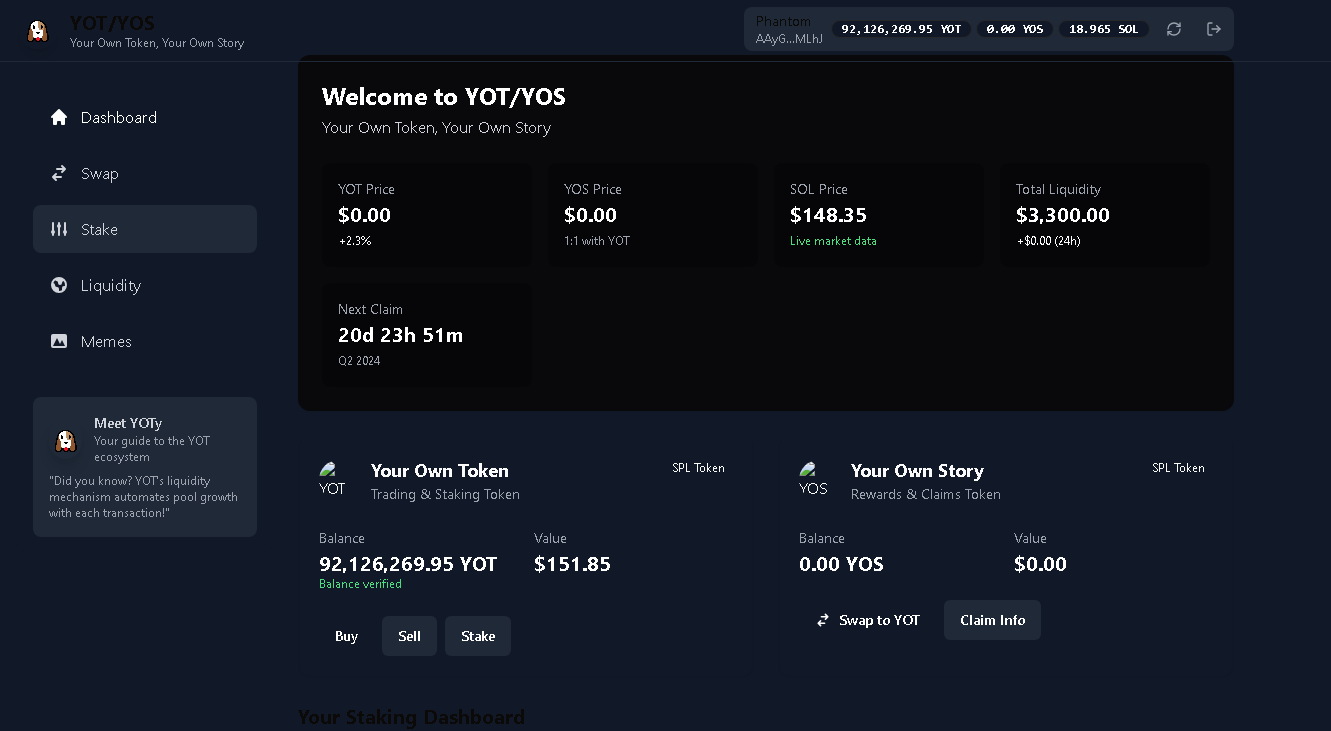 YOT/YOS
Your Own Token, Your Own Story
Phantom
AAyG...MLhJ
92,126,269.95 YOT
0.00 YOS
18.965 SOL
Dashboard
Swap
Stake
Liquidity
Memes
Meet YOTy
Your guide to the YOT
ecosystem
"Did you know? YOT's liquidity
mechanism automates pool growth
with each transaction!"
Welcome to YOT/YOS
Your Own Token, Your Own Story
YOT Price
$0.00
+2.3%
YOS Price
$0.00
1:1 with YOT
SOL Price
$148.35
Live market data
Total Liquidity
$3,300.00
+$0.00 (24h)
Next Claim
20d 23h 51m
Q2 2024
YOT
Your Own Token
Trading & Staking Token
SPL Token
Balance
92,126,269.95 YOT
Balance verified
Value
$151.85
Buy
Sell
Stake
YOS
Your Own Story
Rewards & Claims Token
SPL Token
Balance
0.00 YOS
Value
$0.00
Swap to YOT
Claim Info
Your Staking Dashboard